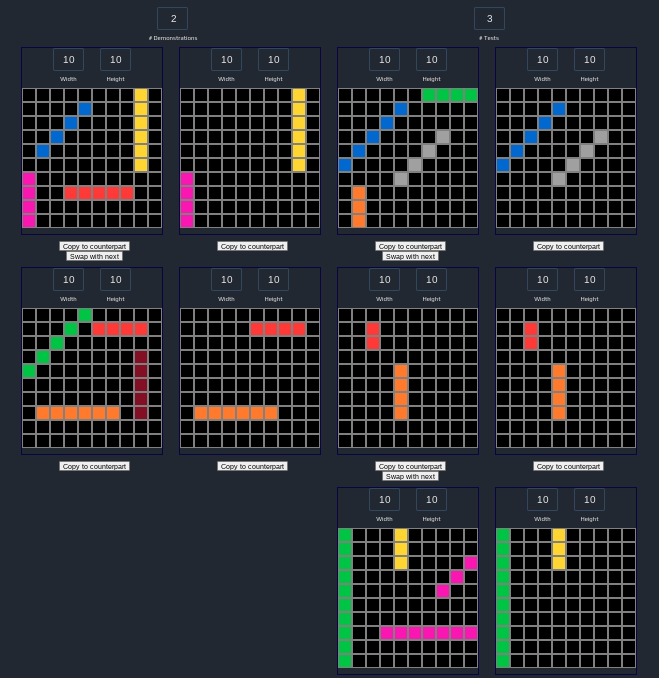 2 3
# Demonstrations # Tests
10 10 10 10 10 10 10 10
Width Height Width Height Width Height Width Height
Copy to counterpart Copy to counterpart Copy to counterpart Copy to counterpart
Swap with next Swap with next
10 10 10 10 10 10 10 10
Width Height Width Height Width Height Width Height
Copy to counterpart Copy to counterpart Copy to counterpart Copy to counterpart
Swap with next
10 10 10 10
Width Height Width Height